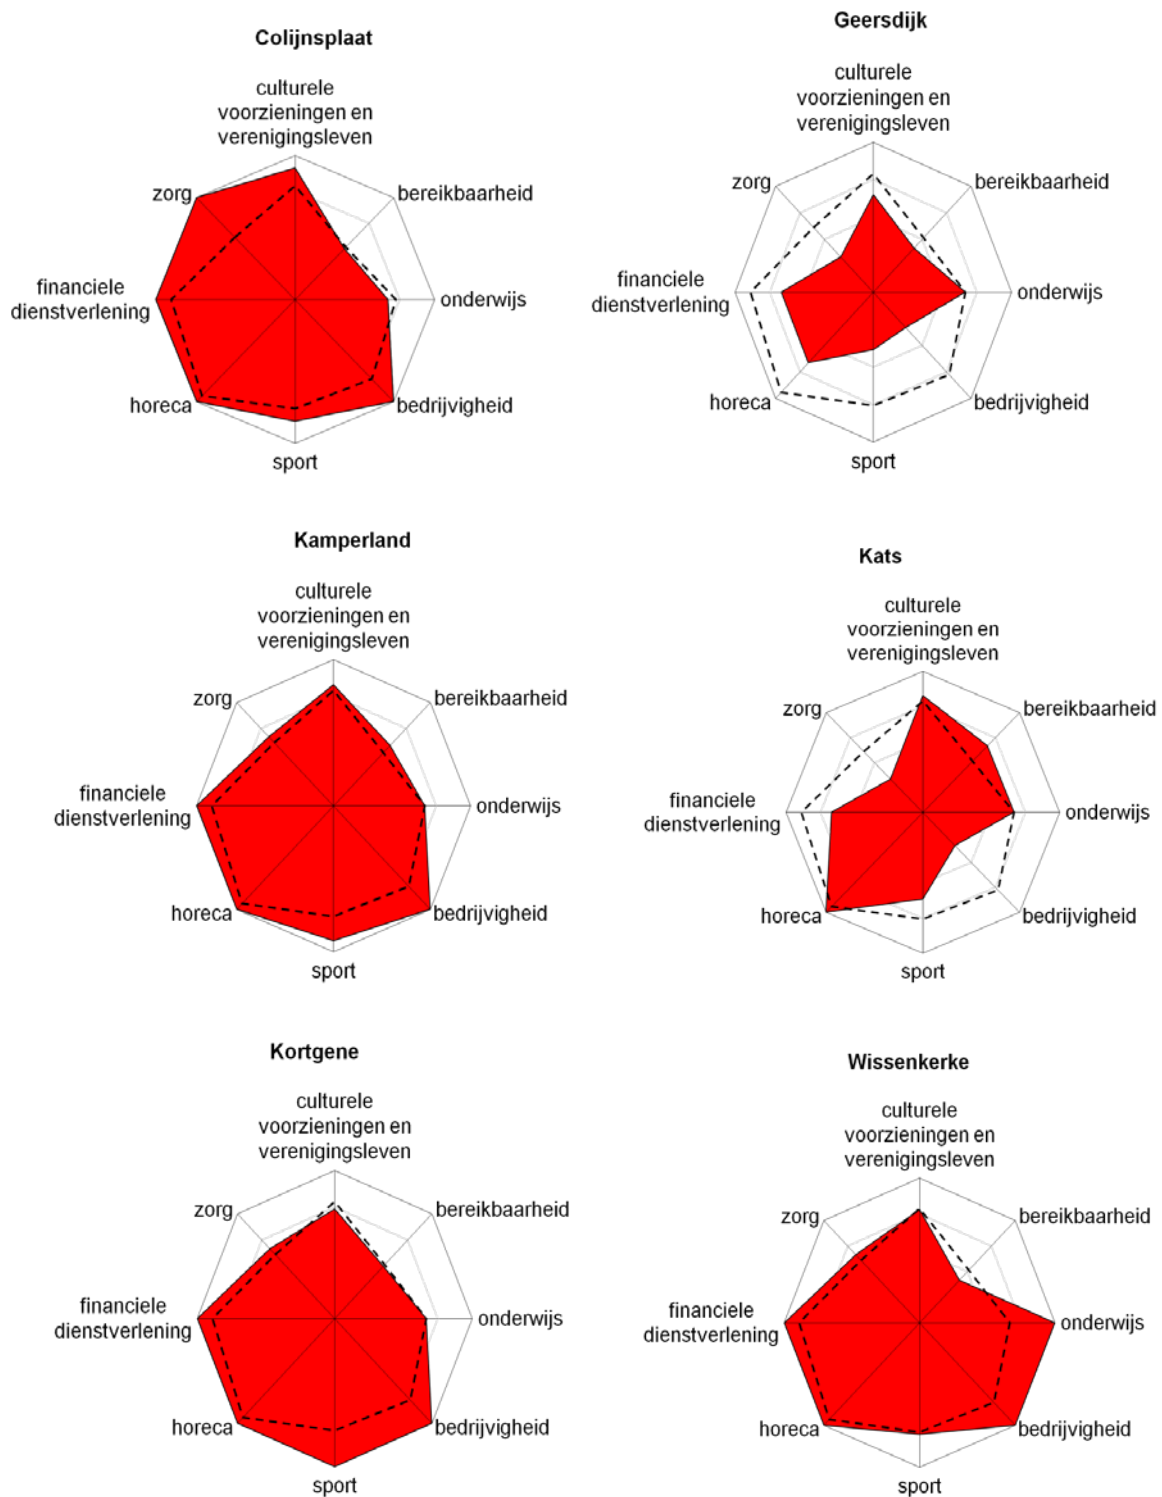 Colijnsplaat
culturele
voorzieningen en
verenigingsleven
zorg
bereikbaarheid
financiele
dienstverlening
onderwijs
horeca
bedrijvigheid
sport
Geersdijk
culturele
voorzieningen en
verenigingsleven
zorg
bereikbaarheid
financiele
dienstverlening
onderwijs
horeca
bedrijvigheid
sport
Kamperland
culturele
voorzieningen en
verenigingsleven
zorg
bereikbaarheid
financiele
dienstverlening
onderwijs
horeca
bedrijvigheid
sport
Kats
culturele
voorzieningen en
verenigingsleven
zorg
bereikbaarheid
financiele
dienstverlening
onderwijs
horeca
bedrijvigheid
sport
Kortgene
culturele
voorzieningen en
verenigingsleven
zorg
bereikbaarheid
financiele
dienstverlening
onderwijs
horeca
bedrijvigheid
sport
Wissenkerke
culturele
voorzieningen en
verenigingsleven
zorg
bereikbaarheid
financiele
dienstverlening
onderwijs
horeca
bedrijvigheid
sport